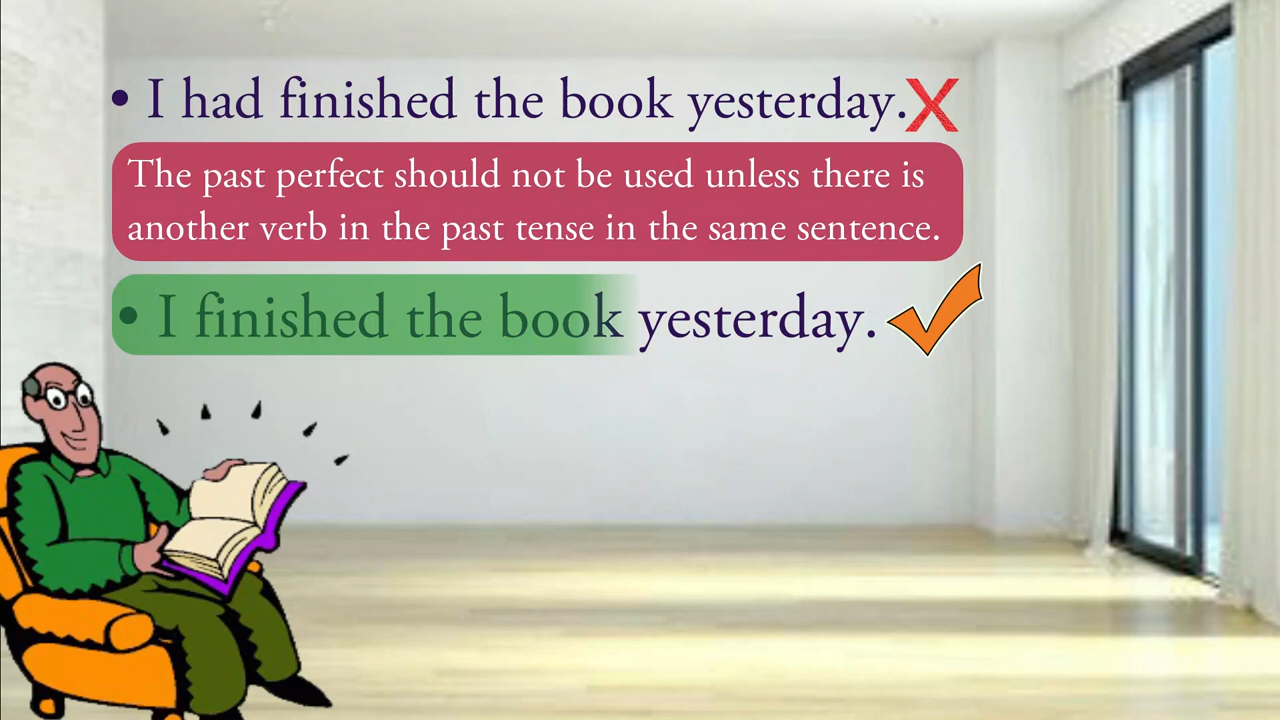 • I had finished the book yesterday. X
The past perfect should not be used unless there is
another verb in the past tense in the same sentence.
• I finished the book yesterday.